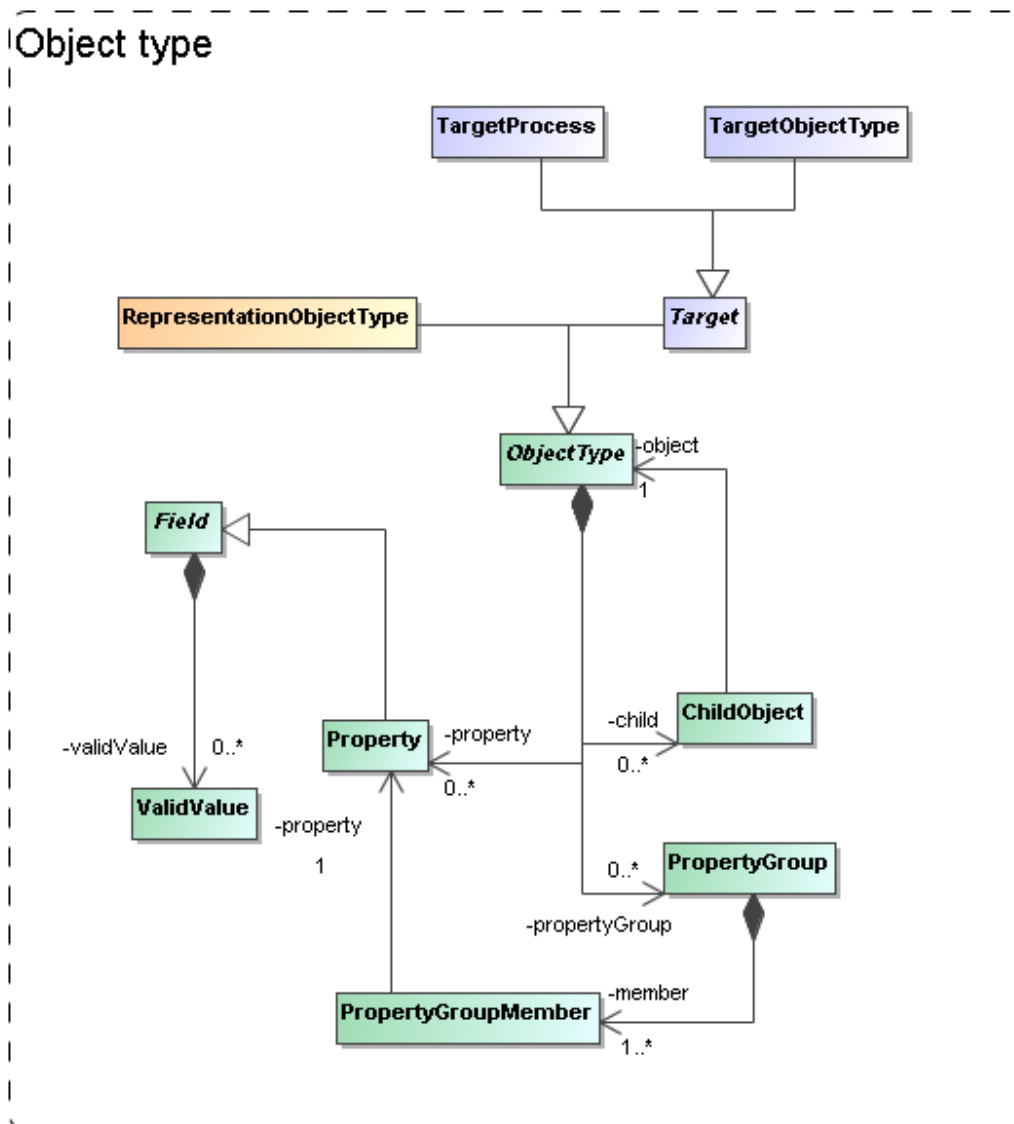 Object type
TargetProcess
TargetObjectType
RepresentationObjectType
Target
ObjectType
-object
1
Field
ChildObject
-child
0..*
Property
-property
0..*
-validValue
0..*
ValidValue
-property
1
PropertyGroup
0..*
-propertyGroup
PropertyGroupMember
-member
1..*